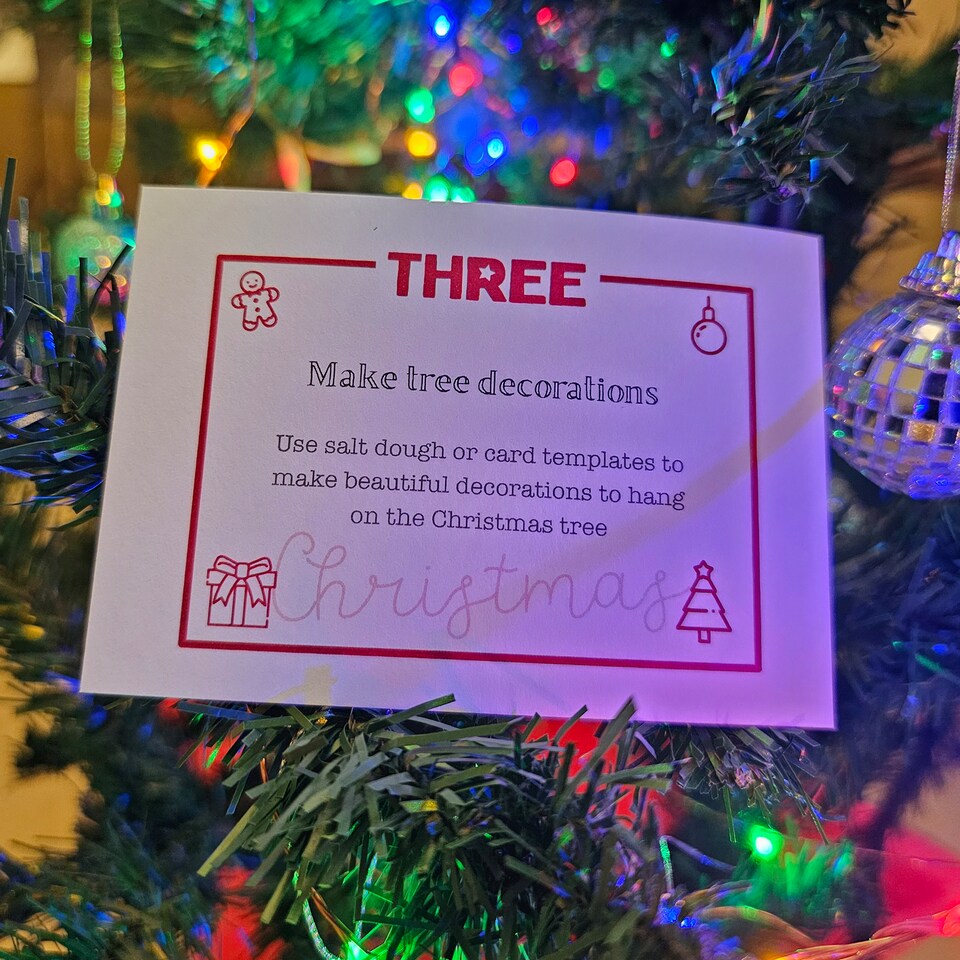 THREE
Make tree decorations
Use salt dough or card templates to
make beautiful decorations to hang
on the Christmas tree
Christmas